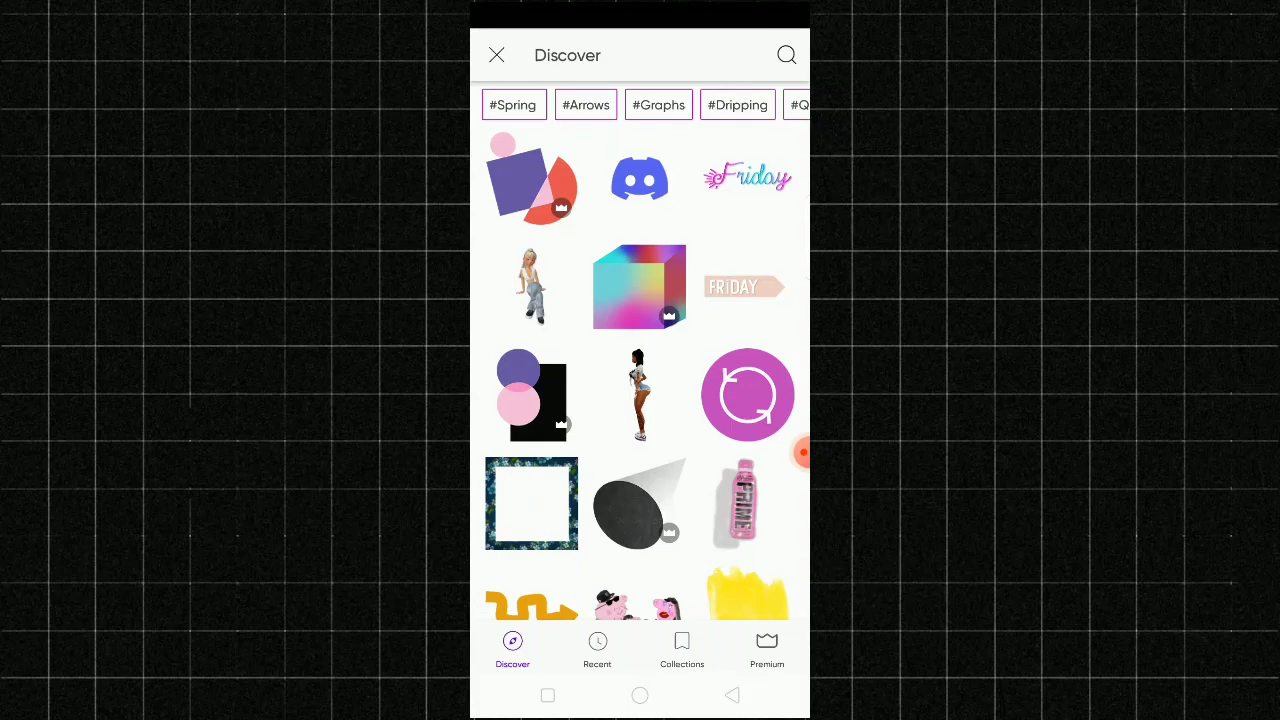 Discover
#Spring #Arrows #Graphs #Dripping #Q
Friday
FRIDAY
PRIME
Discover Recent Collections Premium